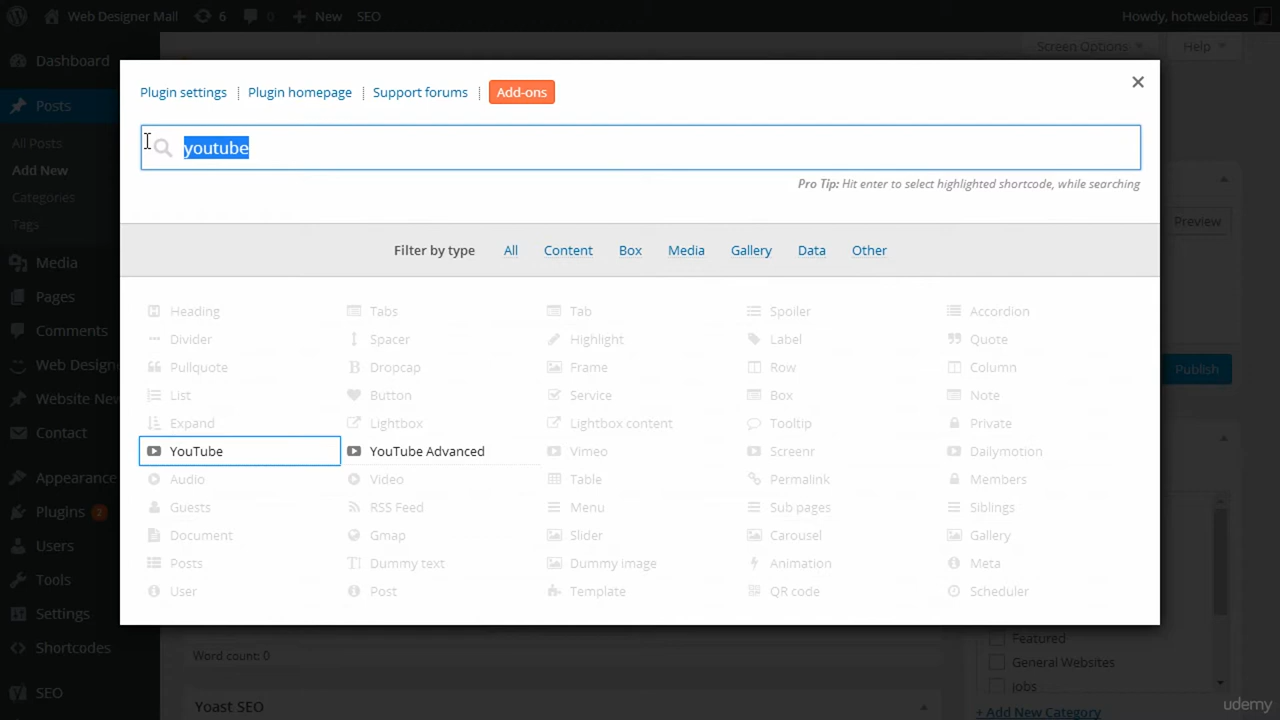 Web Designer Mall 6 0 New SEO Howdy, hotwebideas
Screen Options Help
Dashboard
Posts
All Posts
Add New
Categories
Tags
Media
Pages
Comments
Web Designe
Website New
Contact
Appearance
Plugins 2
Users
Tools
Settings
Shortcodes
SEO
Plugin settings Plugin homepage Support forums Add-ons
youtube
Pro Tip: Hit enter to select highlighted shortcode, while searching
Filter by type All Content Box Media Gallery Data Other
Heading Tabs Tab Spoiler Accordion
Divider Spacer Highlight Label Quote
Pullquote Dropcap Frame Row Column
List Button Service Box Note
Expand Lightbox Lightbox content Tooltip Private
YouTube YouTube Advanced Vimeo Screenr Dailymotion
Audio Video Table Permalink Members
Guests RSS Feed Menu Sub pages Siblings
Document Gmap Slider Carousel Gallery
Posts Dummy text Dummy image Animation Meta
User Post Template QR code Scheduler
Preview
Publish
Word count: 0
Yoast SEO
Featured
General Websites
jobs
+ Add New Category
udemy